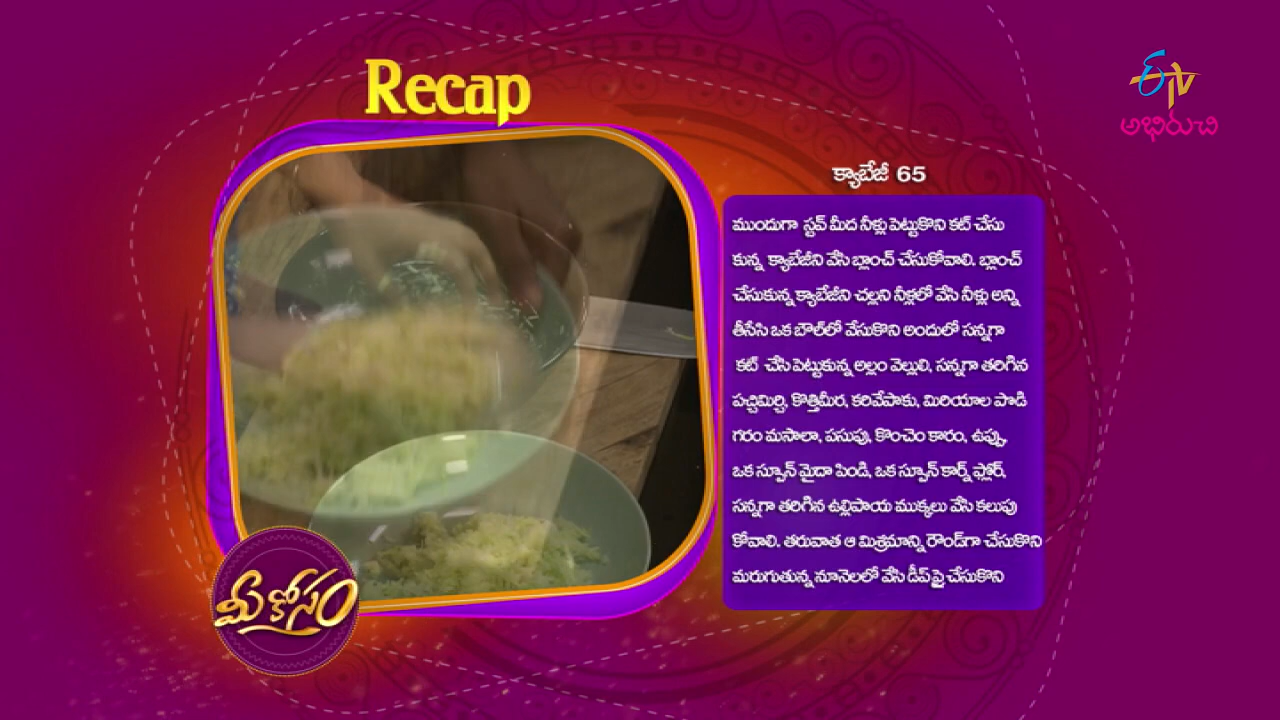 Recap
ETV
అభిరుచి
క్యాబేజీ 65
ముందుగా స్టవ్ మీద నీళ్లు పెట్టుకొని కట్ చేసు
కున్న క్యాబేజీని వేసి బ్లాంచ్ చేసుకోవాలి. బ్లాంచ్
చేసుకున్న క్యాబేజీని చల్లని నీళ్లలో వేసి నీళ్లు అన్ని
తీసేసి ఒక బౌల్‌లో వేసుకొని అందులో సన్నగా
కట్ చేసి పెట్టుకున్న అల్లం వెల్లులి, సన్నగా తరిగిన
పచ్చిమిర్చి, కొత్తిమీర, కరివేపాకు, మిరియాల పొడి
గరం మసాలా, పసుపు, కొంచెం కారం, ఉప్పు,
ఒక స్పూన్ మైదా పిండి, ఒక స్పూన్ కార్న్ ఫ్లోర్,
సన్నగా తరిగిన ఉల్లిపాయ ముక్కలు వేసి కలుపు
కోవాలి. తరువాత ఆ మిశ్రమాన్ని రౌండ్‌గా చేసుకొని
మరుగుతున్న నూనెలలో వేసి డీప్ ఫ్రై చేసుకొని
మీ కోసం